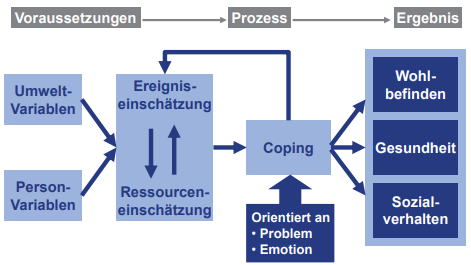 Voraussetzungen
Prozess
Ergebnis
Umwelt-
Variablen
Person-
Variablen
Ereignis-
einschätzung
Ressourcen-
einschätzung
Coping
Orientiert an
• Problem
• Emotion
Wohl-
befinden
Gesundheit
Sozial-
verhalten